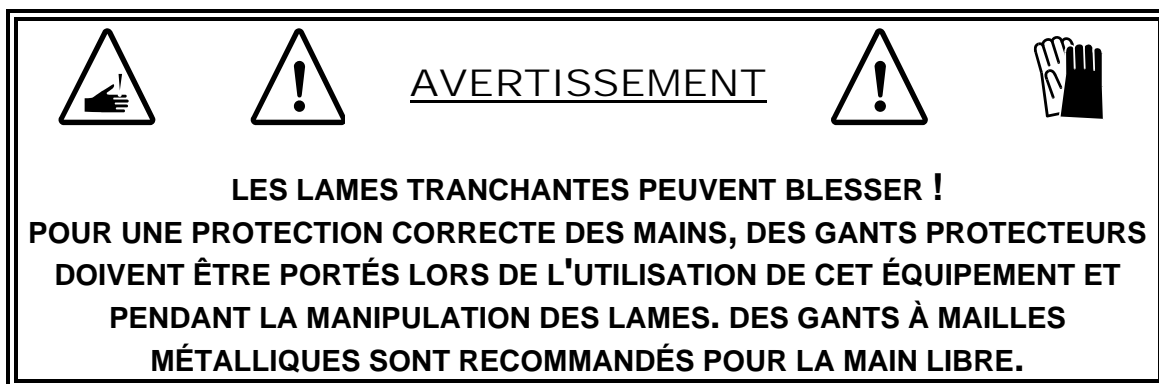 AVERTISSEMENT
LES LAMES TRANCHANTES PEUVENT BLESSER !
POUR UNE PROTECTION CORRECTE DES MAINS, DES GANTS PROTECTEURS
DOIVENT ÊTRE PORTÉS LORS DE L'UTILISATION DE CET ÉQUIPEMENT ET
PENDANT LA MANIPULATION DES LAMES. DES GANTS À MAILLES
MÉTALLIQUES SONT RECOMMANDÉS POUR LA MAIN LIBRE.